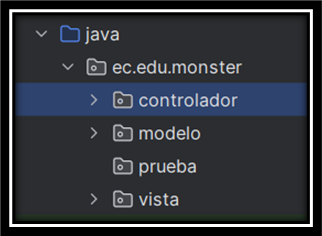 java
ec.edu.monster
controlador
modelo
prueba
vista